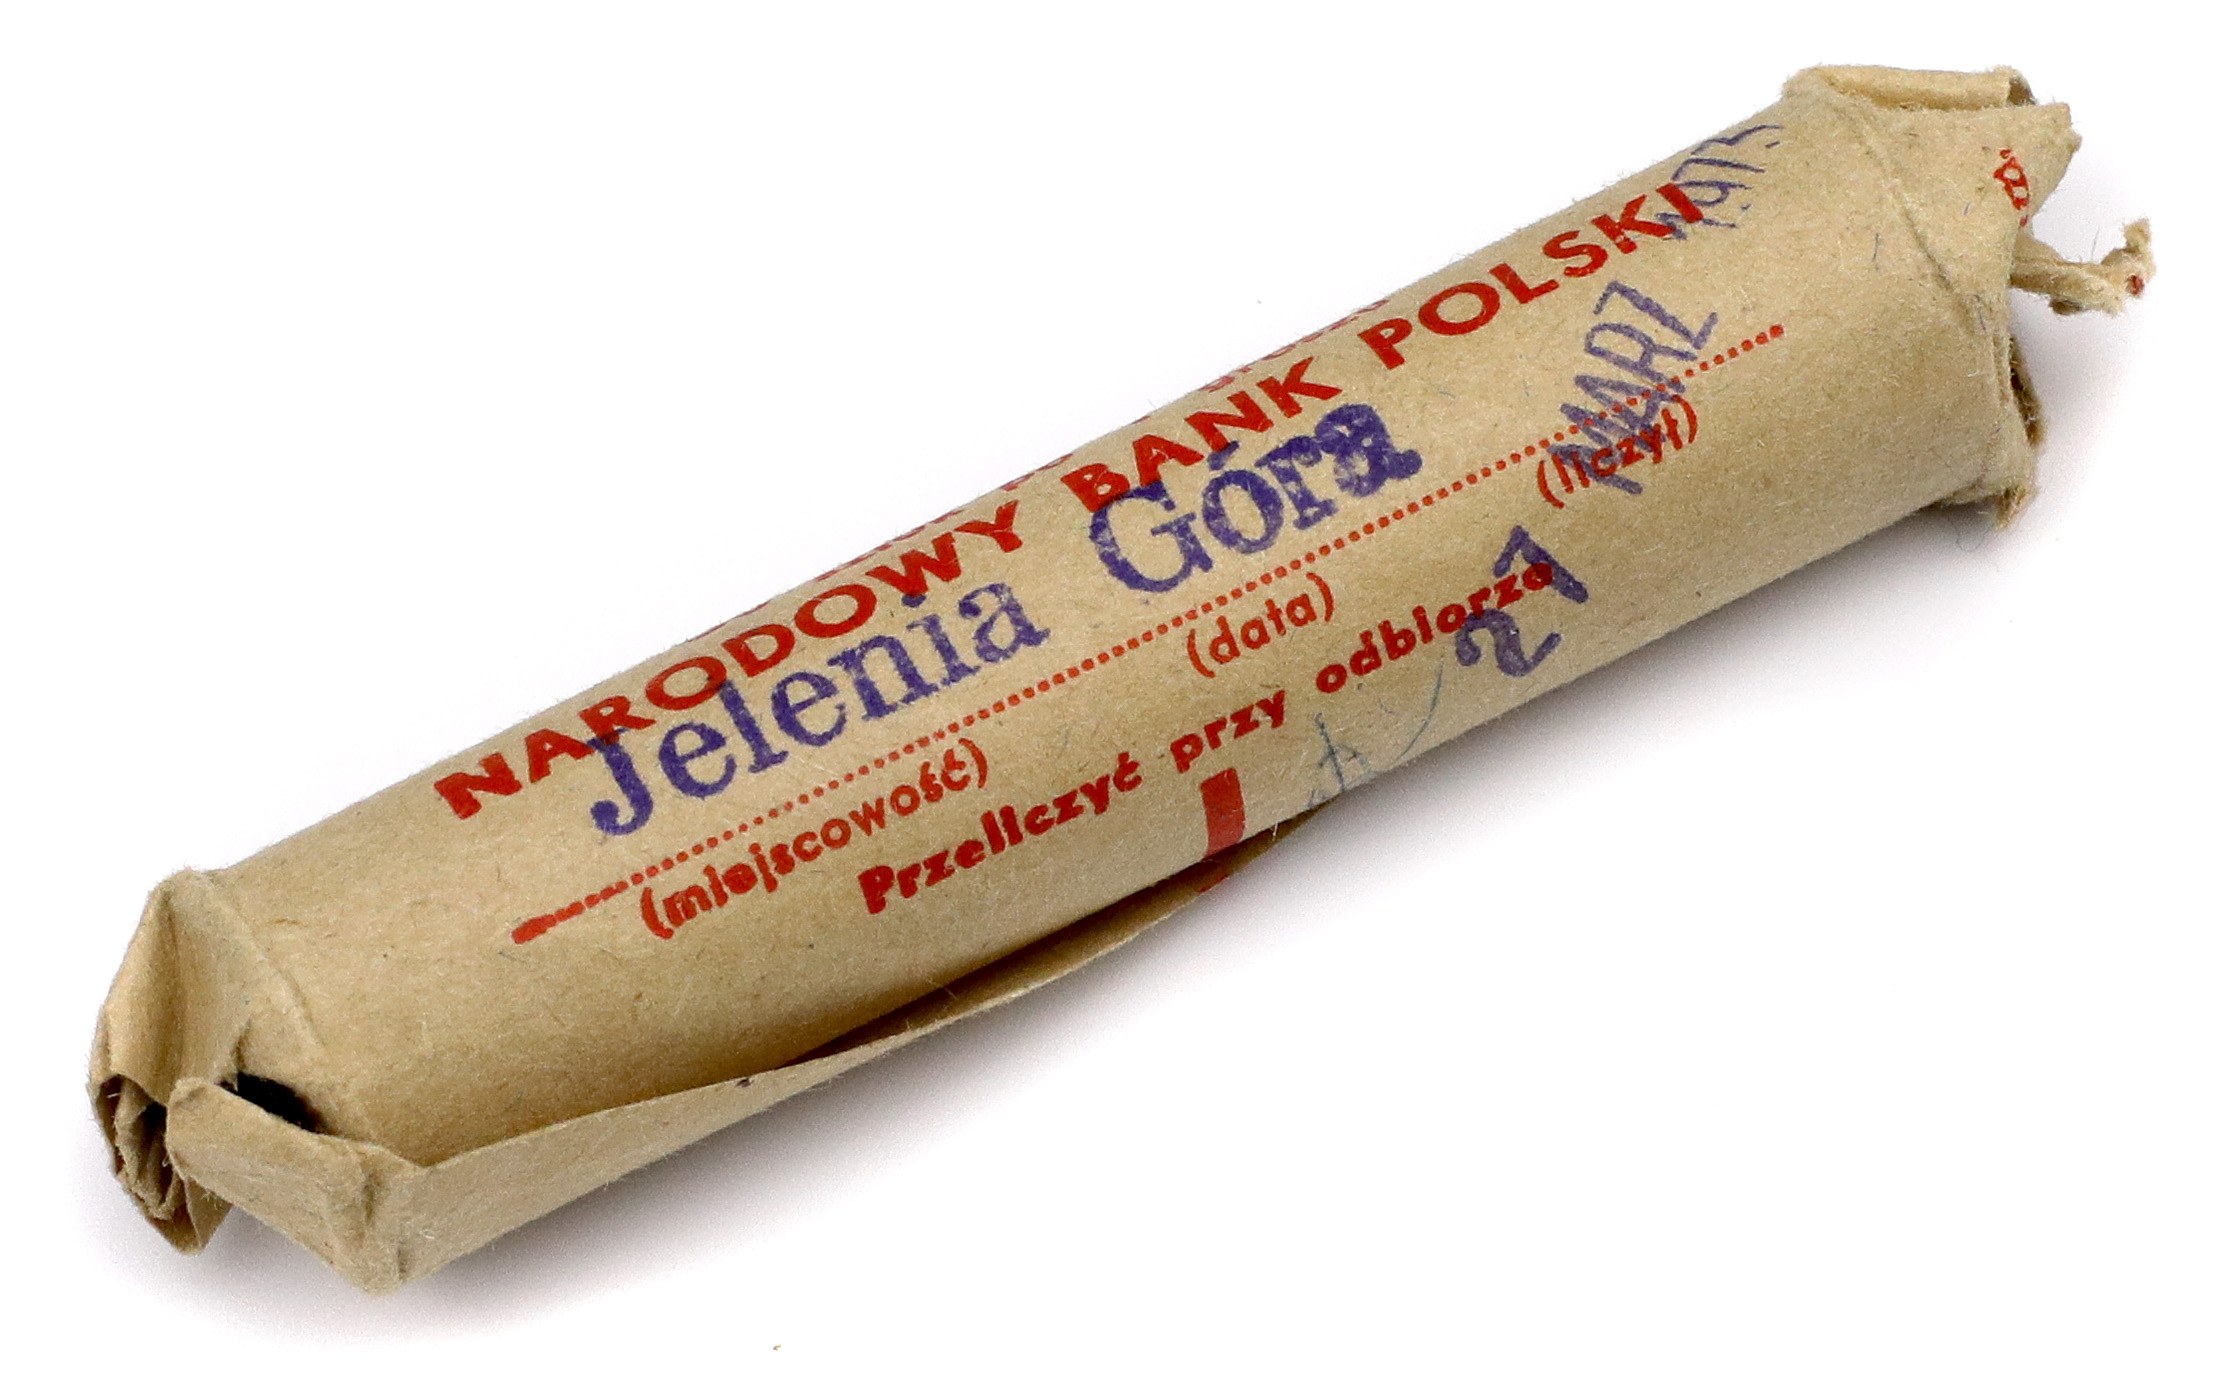 NARODOWY BANK POLSKI
Jelenia Góra
(miejscowość) (data) (liczył)
Przeliczyć przy odbiorze
27 MARZ 1975